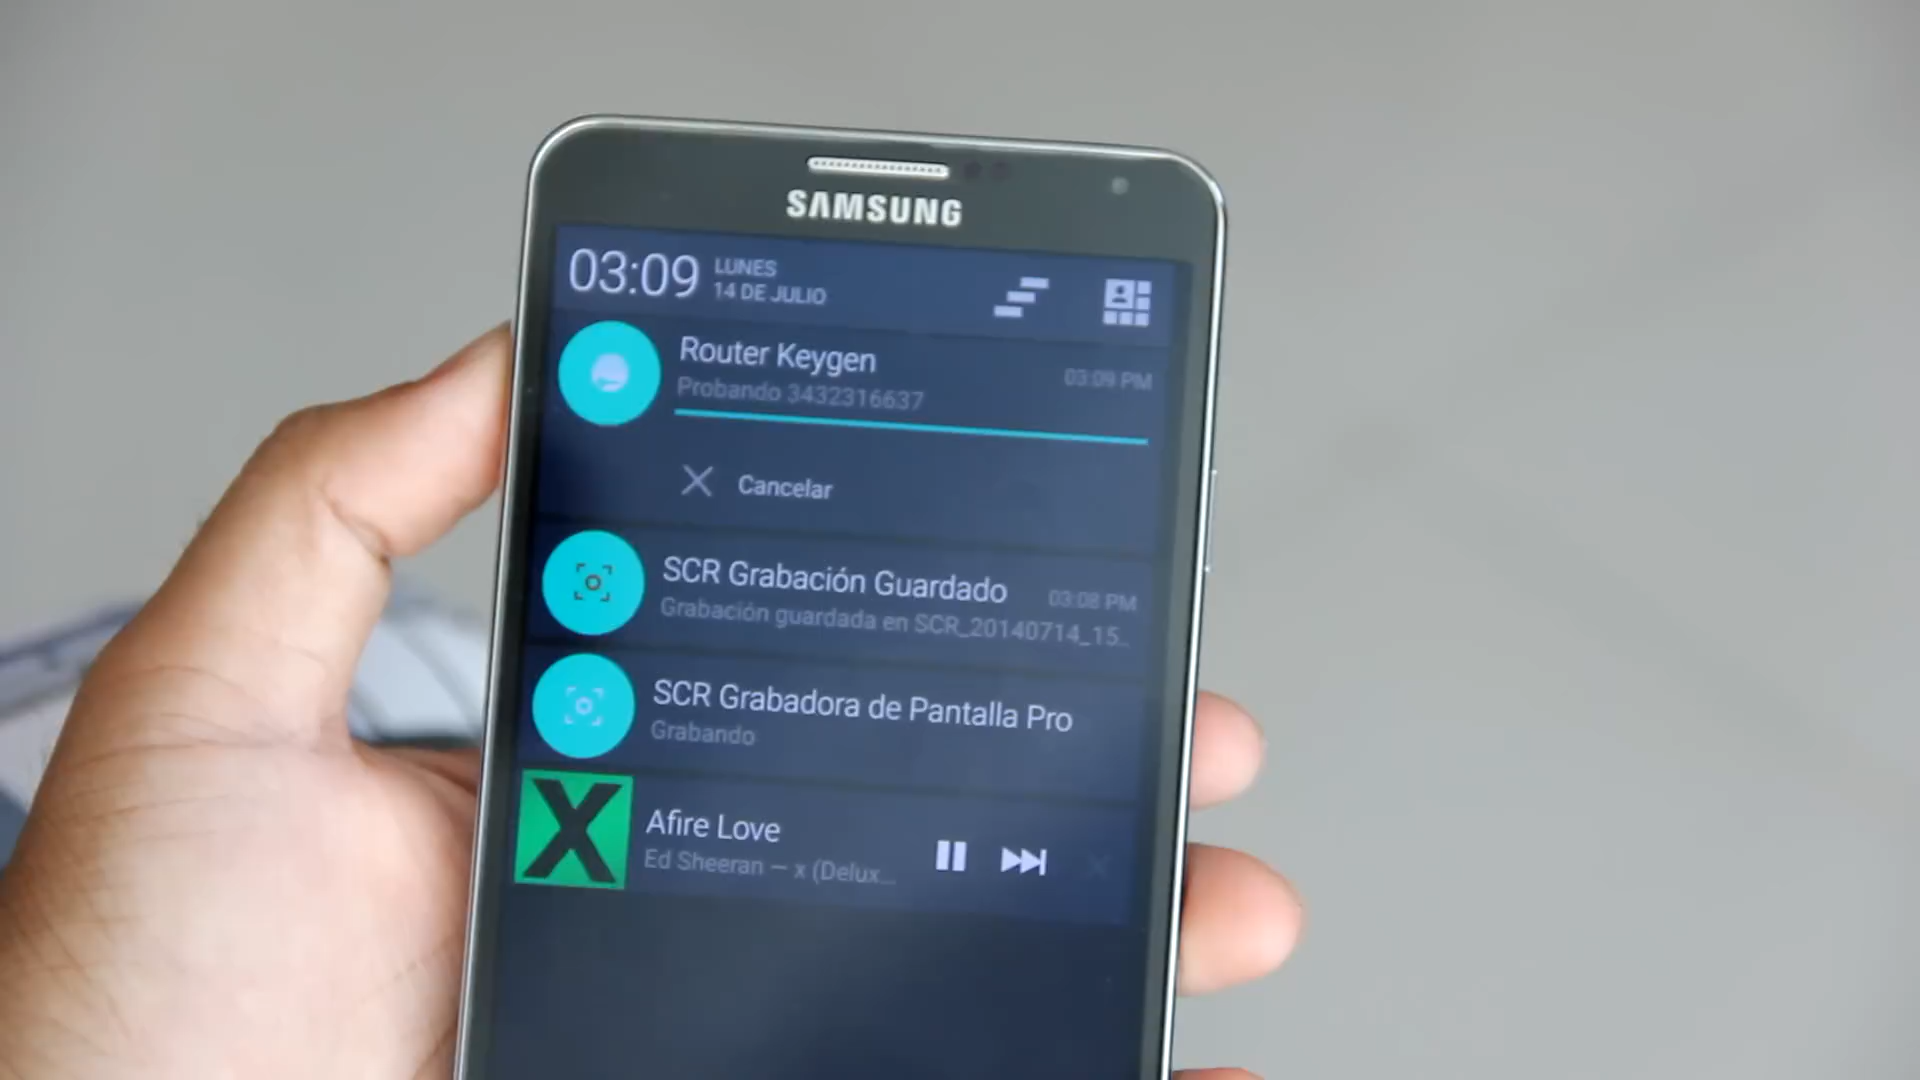 SAMSUNG
03:09
LUNES
14 DE JULIO
Router Keygen
03:09 PM
Probando 3432316637
Cancelar
SCR Grabación Guardado
03:08 PM
Grabación guardada en SCR_20140714_15...
SCR Grabadora de Pantalla Pro
Grabando
X
Afire Love
Ed Sheeran – x (Delux...